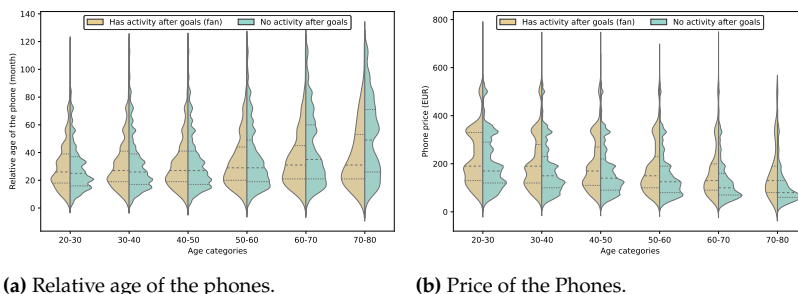 Has activity after goals (fan) No activity after goals
140
120
100
80
60
40
20
0
Relative age of the phone (month)
20-30 30-40 40-50 50-60 60-70 70-80
Age categories
(a) Relative age of the phones.
Has activity after goals (fan) No activity after goals
800
600
400
200
0
Phone price (EUR)
20-30 30-40 40-50 50-60 60-70 70-80
Age categories
(b) Price of the Phones.